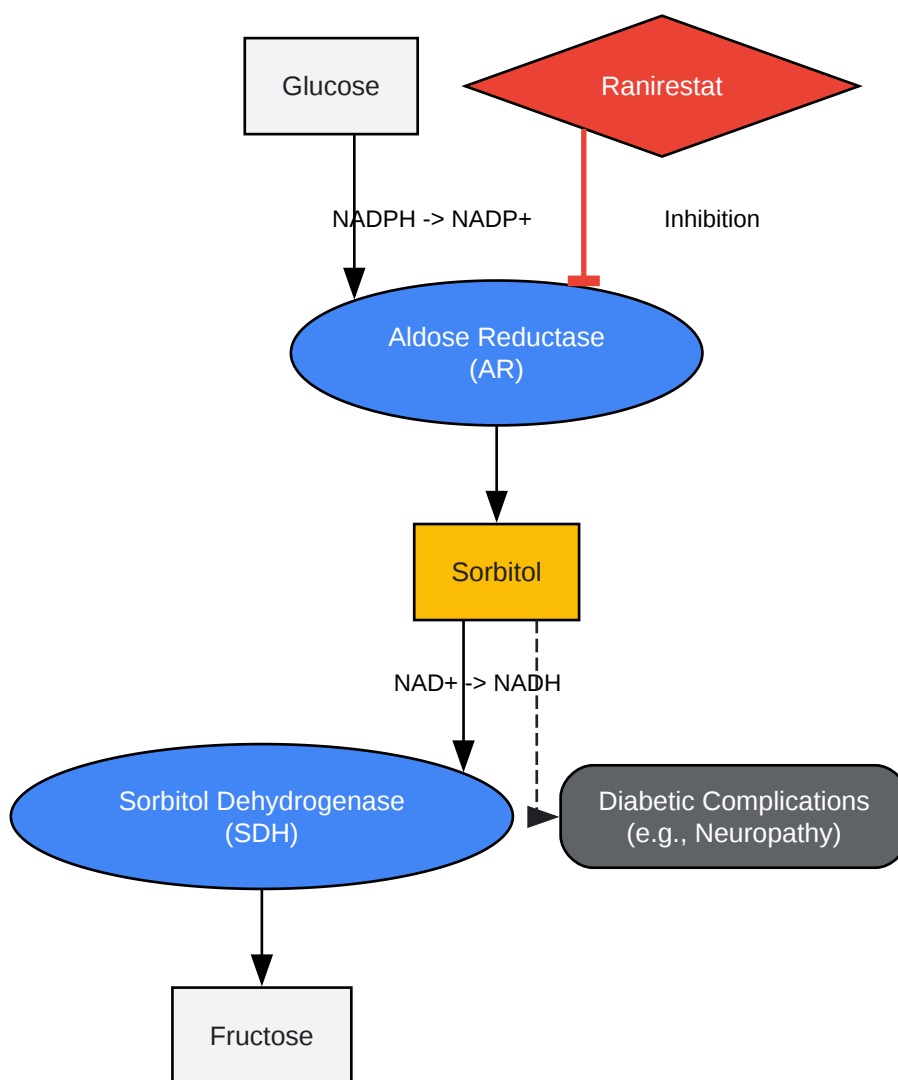 Glucose
Ranirestat
NADPH -> NADP+
Inhibition
Aldose Reductase
(AR)
Sorbitol
NAD+ -> NADH
Sorbitol Dehydrogenase
(SDH)
Diabetic Complications
(e.g., Neuropathy)
Fructose